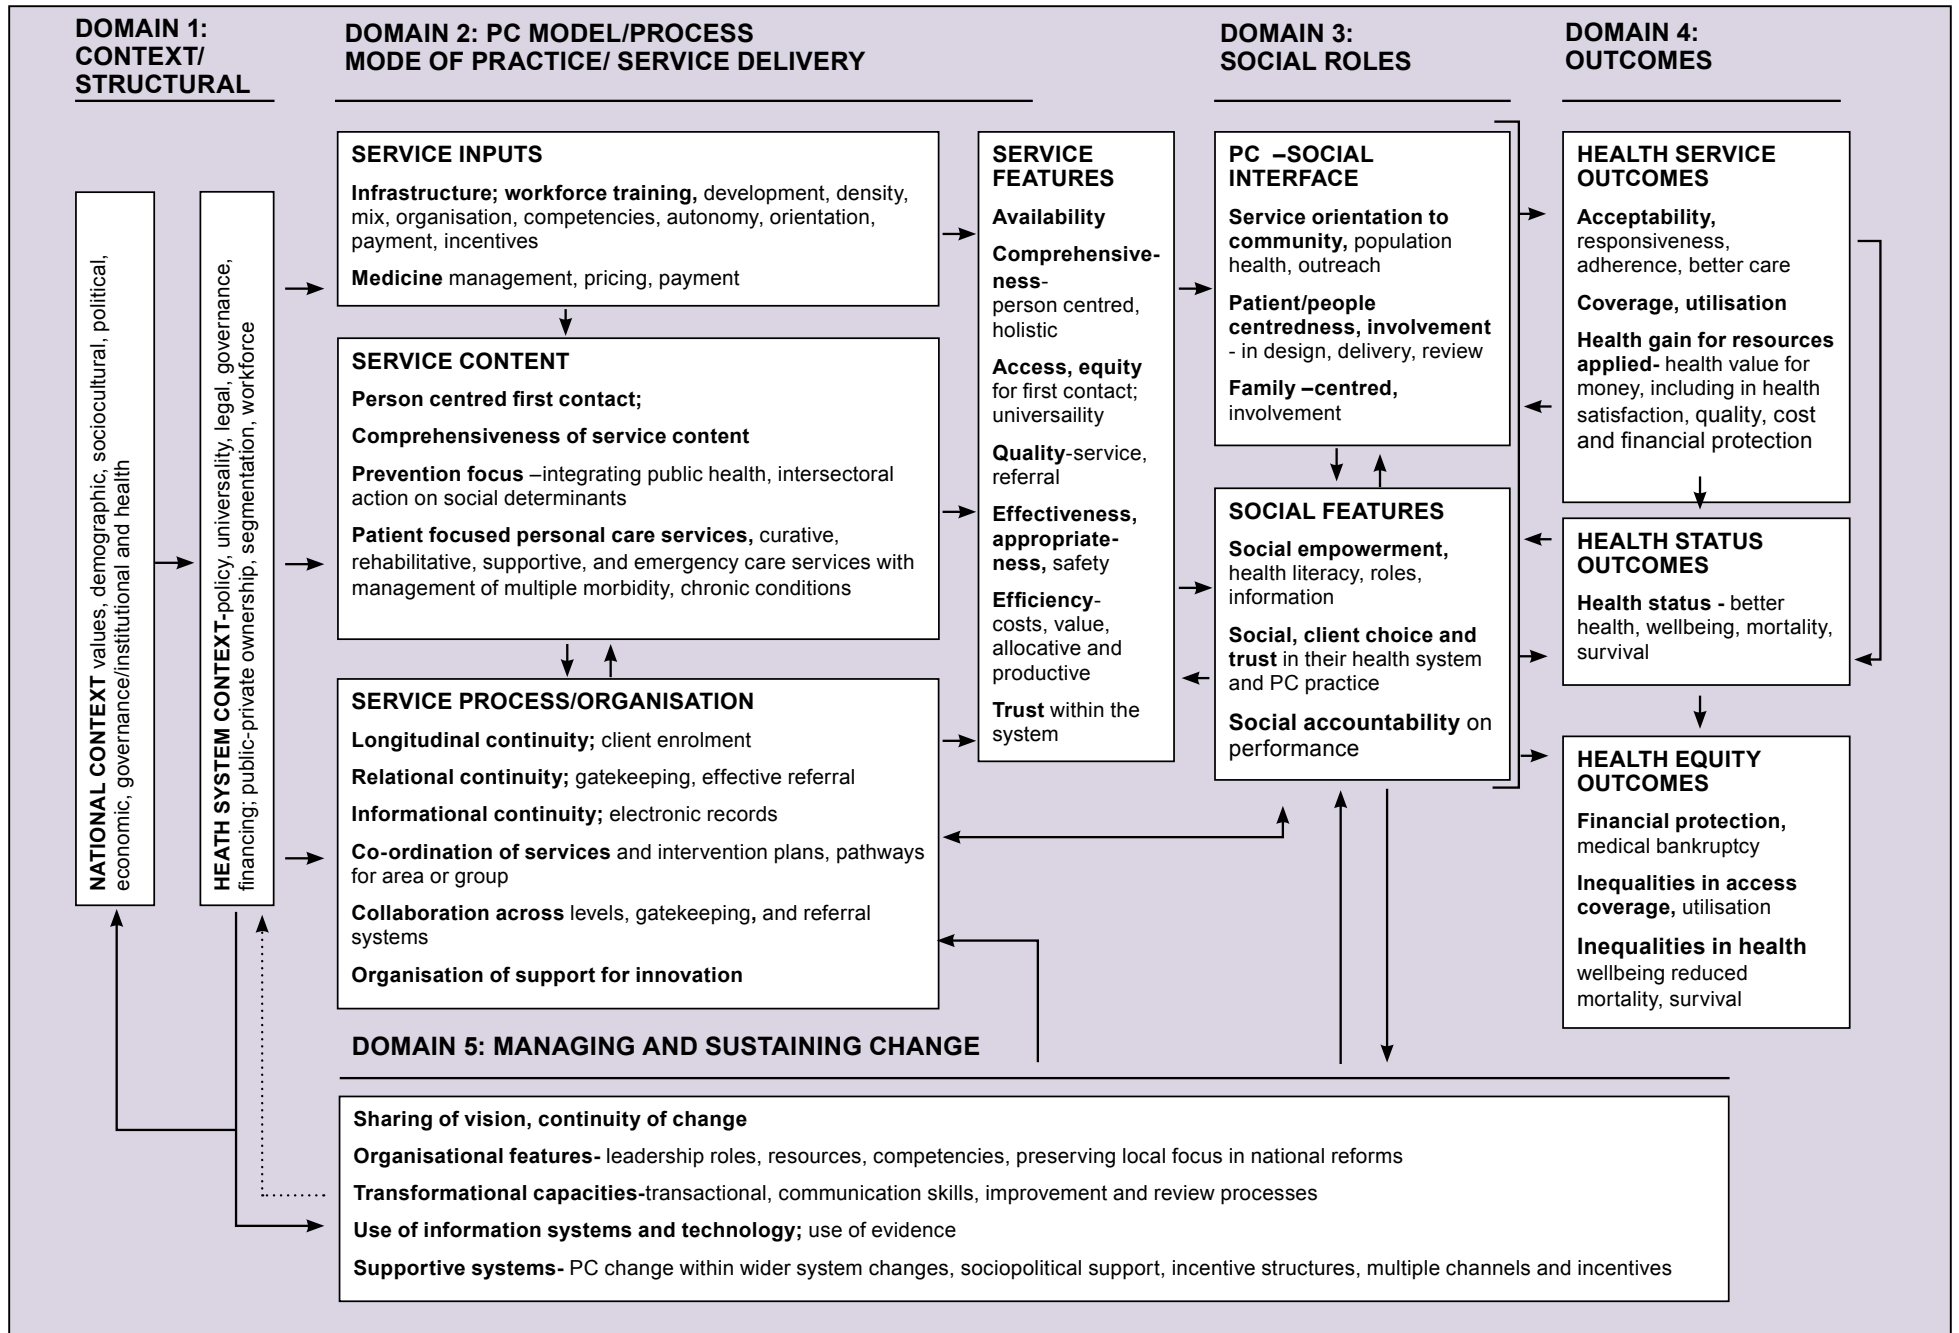 DOMAIN 1:
CONTEXT/
STRUCTURAL
DOMAIN 2: PC MODEL/PROCESS
MODE OF PRACTICE/ SERVICE DELIVERY
DOMAIN 3:
SOCIAL ROLES
DOMAIN 4:
OUTCOMES
NATIONAL CONTEXT values, demographic, sociocultural, political,
economic, governance/institutional and health
HEATH SYSTEM CONTEXT-policy, universality, legal, governance,
financing; public-private ownership, segmentation, workforce
SERVICE INPUTS
Infrastructure; workforce training, development, density,
mix, organisation, competencies, autonomy, orientation,
payment, incentives
Medicine management, pricing, payment
SERVICE CONTENT
Person centred first contact;
Comprehensiveness of service content
Prevention focus –integrating public health, intersectoral
action on social determinants
Patient focused personal care services, curative,
rehabilitative, supportive, and emergency care services with
management of multiple morbidity, chronic conditions
SERVICE PROCESS/ORGANISATION
Longitudinal continuity; client enrolment
Relational continuity; gatekeeping, effective referral
Informational continuity; electronic records
Co-ordination of services and intervention plans, pathways
for area or group
Collaboration across levels, gatekeeping, and referral
systems
Organisation of support for innovation
SERVICE
FEATURES
Availability
Comprehensive-
ness-
person centred,
holistic
Access, equity
for first contact;
universaility
Quality-service,
referral
Effectiveness,
appropriate-
ness, safety
Efficiency-
costs, value,
allocative and
productive
Trust within the
system
PC –SOCIAL
INTERFACE
Service orientation to
community, population
health, outreach
Patient/people
centredness, involvement
- in design, delivery, review
Family –centred,
involvement
SOCIAL FEATURES
Social empowerment,
health literacy, roles,
information
Social, client choice and
trust in their health system
and PC practice
Social accountability on
performance
HEALTH SERVICE
OUTCOMES
Acceptability,
responsiveness,
adherence, better care
Coverage, utilisation
Health gain for resources
applied- health value for
money, including in health
satisfaction, quality, cost
and financial protection
HEALTH STATUS
OUTCOMES
Health status - better
health, wellbeing, mortality,
survival
HEALTH EQUITY
OUTCOMES
Financial protection,
medical bankruptcy
Inequalities in access
coverage, utilisation
Inequalities in health
wellbeing reduced
mortality, survival
DOMAIN 5: MANAGING AND SUSTAINING CHANGE
Sharing of vision, continuity of change
Organisational features- leadership roles, resources, competencies, preserving local focus in national reforms
Transformational capacities-transactional, communication skills, improvement and review processes
Use of information systems and technology; use of evidence
Supportive systems- PC change within wider system changes, sociopolitical support, incentive structures, multiple channels and incentives